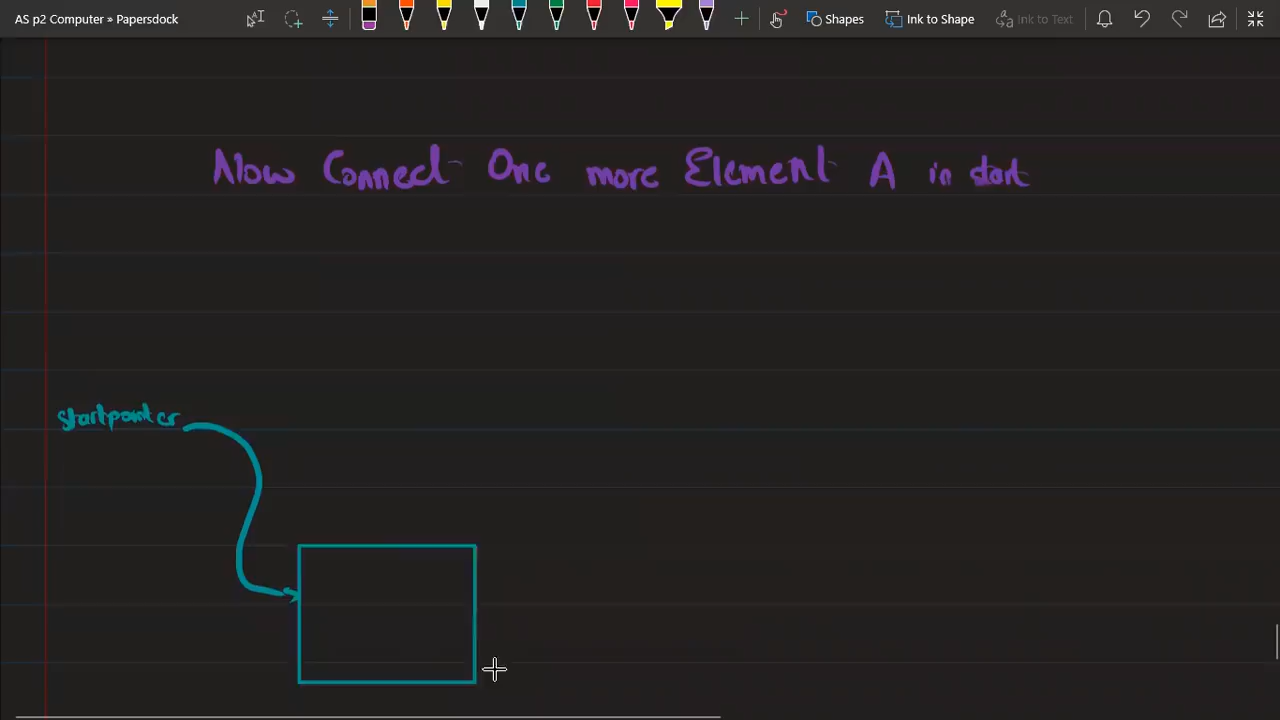 AS p2 Computer » Papersdock
Shapes
Ink to Shape
Ink to Text
Now Connect One more Element A in start
startpointer